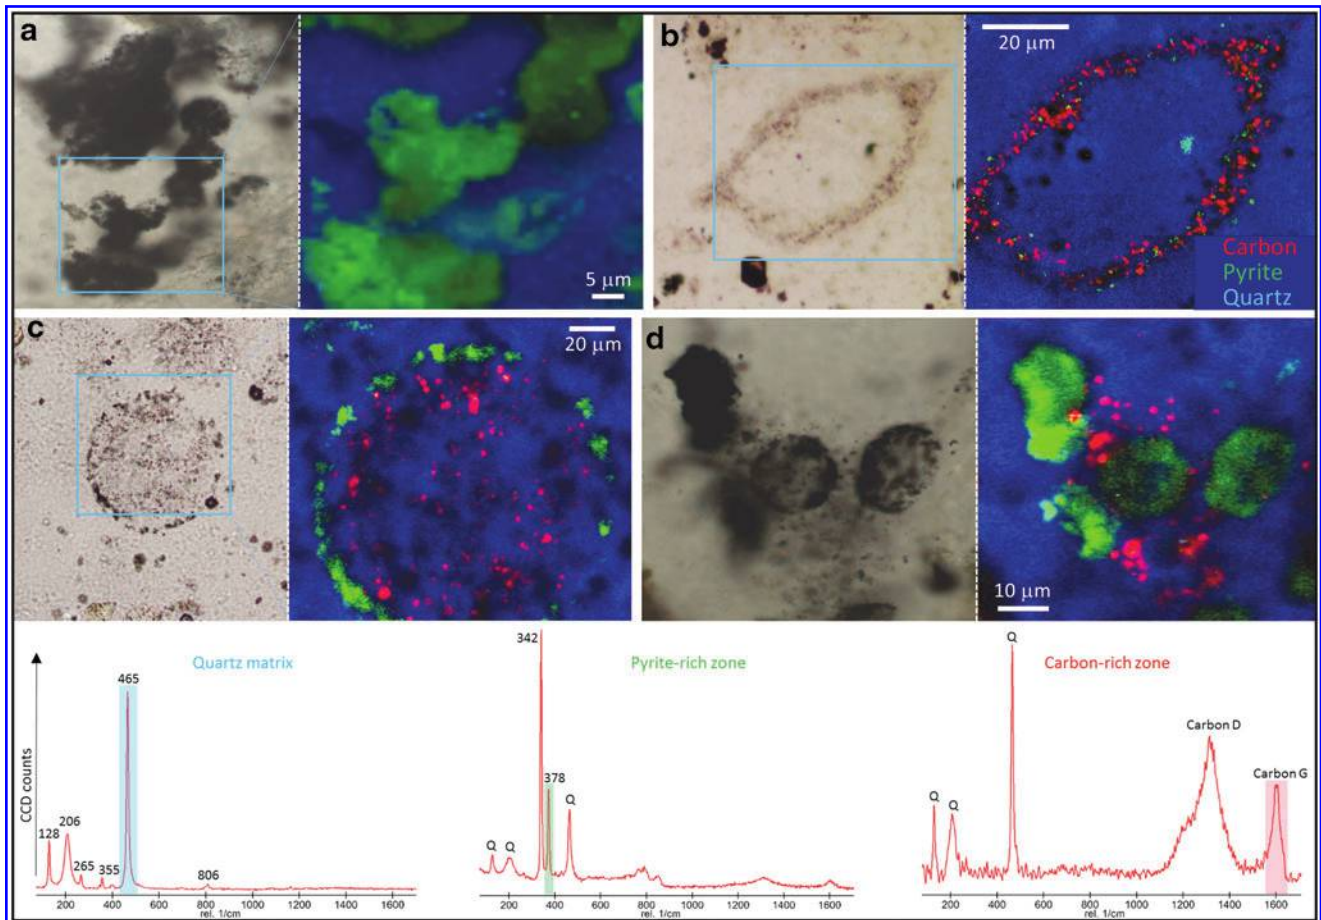 a
b
20 μm
5 μm
Carbon
Pyrite
Quartz
c
20 μm
d
10 μm
Quartz matrix
Pyrite-rich zone
Carbon-rich zone
CCD counts
128
206
265
355
465
806
200 400 600 800 1000 1200 1400 1600
rel. 1/cm
Q
Q
342
378
Q
200 400 600 800 1000 1200 1400 1600
rel. 1/cm
Q
Q
Q
Carbon D
Carbon G
200 400 600 800 1000 1200 1400 1600
rel. 1/cm